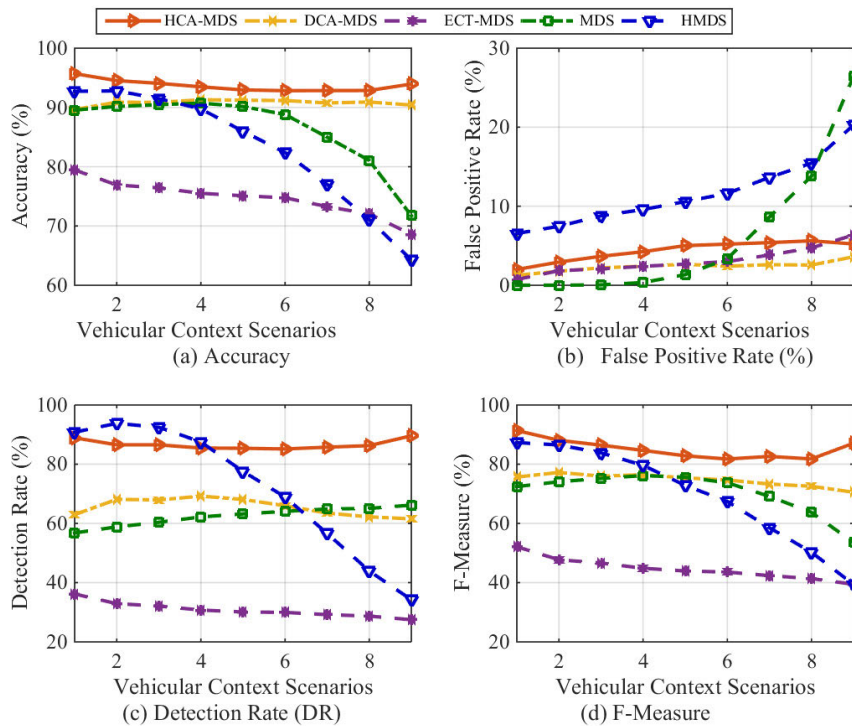 HCA-MDS DCA-MDS ECT-MDS MDS HMDS
100
90
80
70
60
Accuracy (%)
2 4 6 8
Vehicular Context Scenarios
(a) Accuracy
30
20
10
0
False Positive Rate (%)
2 4 6 8
Vehicular Context Scenarios
(b) False Positive Rate (%)
100
80
60
40
20
Detection Rate (%)
2 4 6 8
Vehicular Context Scenarios
(c) Detection Rate (DR)
100
80
60
40
20
F-Measure (%)
2 4 6 8
Vehicular Context Scenarios
(d) F-Measure